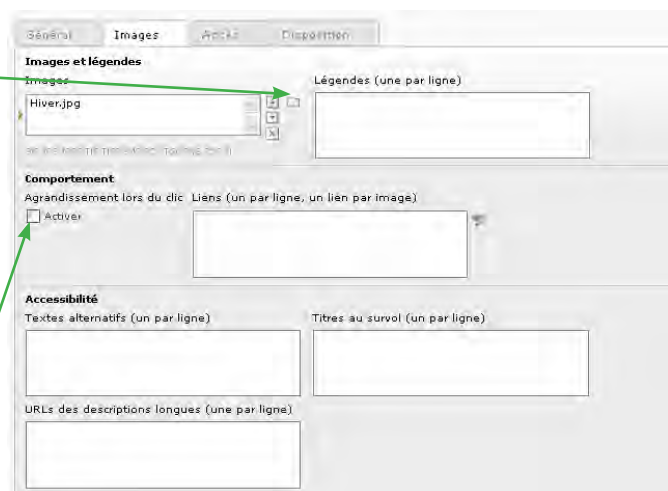 Général Images Accès Disposition
Images et légendes
Images Légendes (une par ligne)
Hiver.jpg
Comportement
Agrandissement lors du clic Liens (un par ligne, un lien par image)
Activer
Accessibilité
Textes alternatifs (un par ligne) Titres au survol (un par ligne)
URLs des descriptions longues (une par ligne)